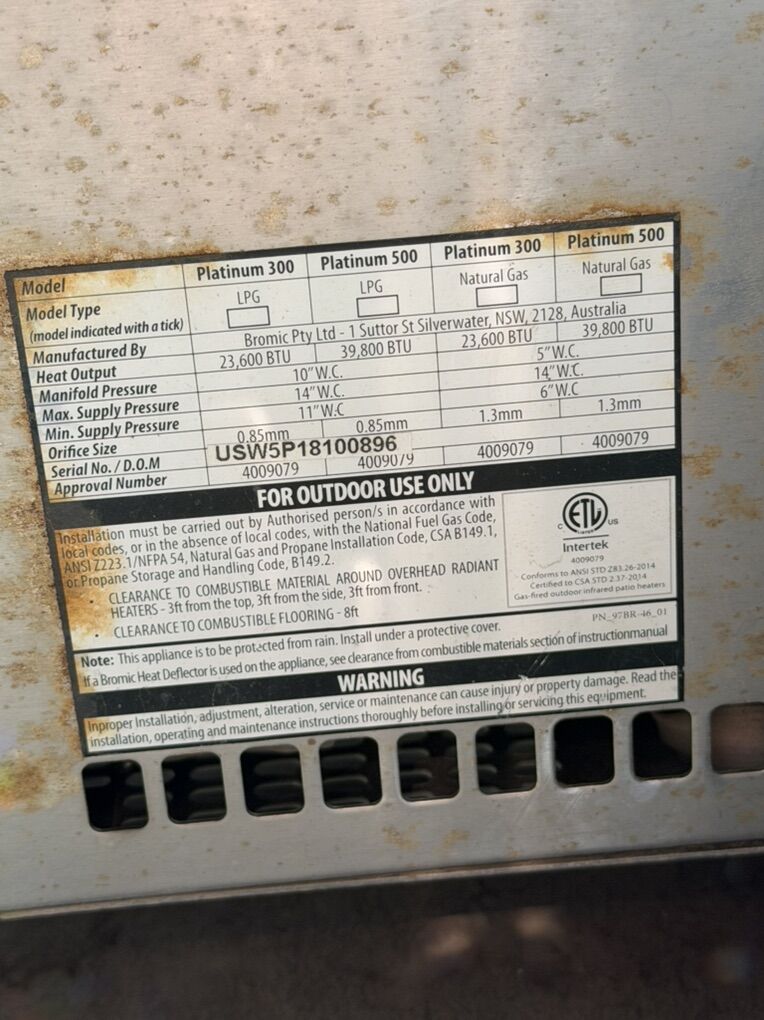 Model Platinum 300 Platinum 500 Platinum 300 Platinum 500
Model Type LPG LPG Natural Gas Natural Gas
(model indicated with a tick)
Manufactured By Bromic Pty Ltd - 1 Suttor St Silverwater, NSW, 2128, Australia
Heat Output 23,600 BTU 39,800 BTU 23,600 BTU 39,800 BTU
Manifold Pressure 10"W.C. 5"W.C.
Max. Supply Pressure 14"W.C. 14"W.C.
Min. Supply Pressure 11"W.C 6"W.C
Orifice Size 0.85mm 0.85mm 1.3mm 1.3mm
Serial No. / D.O.M USW5P18100896
Approval Number 4009079 4009079 4009079 4009079
FOR OUTDOOR USE ONLY
Installation must be carried out by Authorised person/s in accordance with
local codes, or in the absence of local codes, with the National Fuel Gas Code,
ANSI Z223.1/NFPA 54, Natural Gas and Propane Installation Code, CSA B149.1,
or Propane Storage and Handling Code, B149.2.
· CLEARANCE TO COMBUSTIBLE MATERIAL AROUND OVERHEAD RADIANT
HEATERS - 3ft from the top, 3ft from the side, 3ft from front.
· CLEARANCE TO COMBUSTIBLE FLOORING - 8ft
C ETL US
Intertek
4009079
Conforms to ANSI STD Z83.26-2014
Certified to CSA STD 2.37-2014
Gas-fired outdoor infrared patio heaters
PN_97BR-46_01
Note: This appliance is to be protected from rain. Install under a protective cover.
If a Bromic Heat Deflector is used on the appliance, see clearance from combustible materials section of instructionmanual
WARNING
Inproper Installation, adjustment, alteration, service or maintenance can cause injury or property damage. Read the
installation, operating and maintenance instructions thoroughly before installing or servicing this equipment.